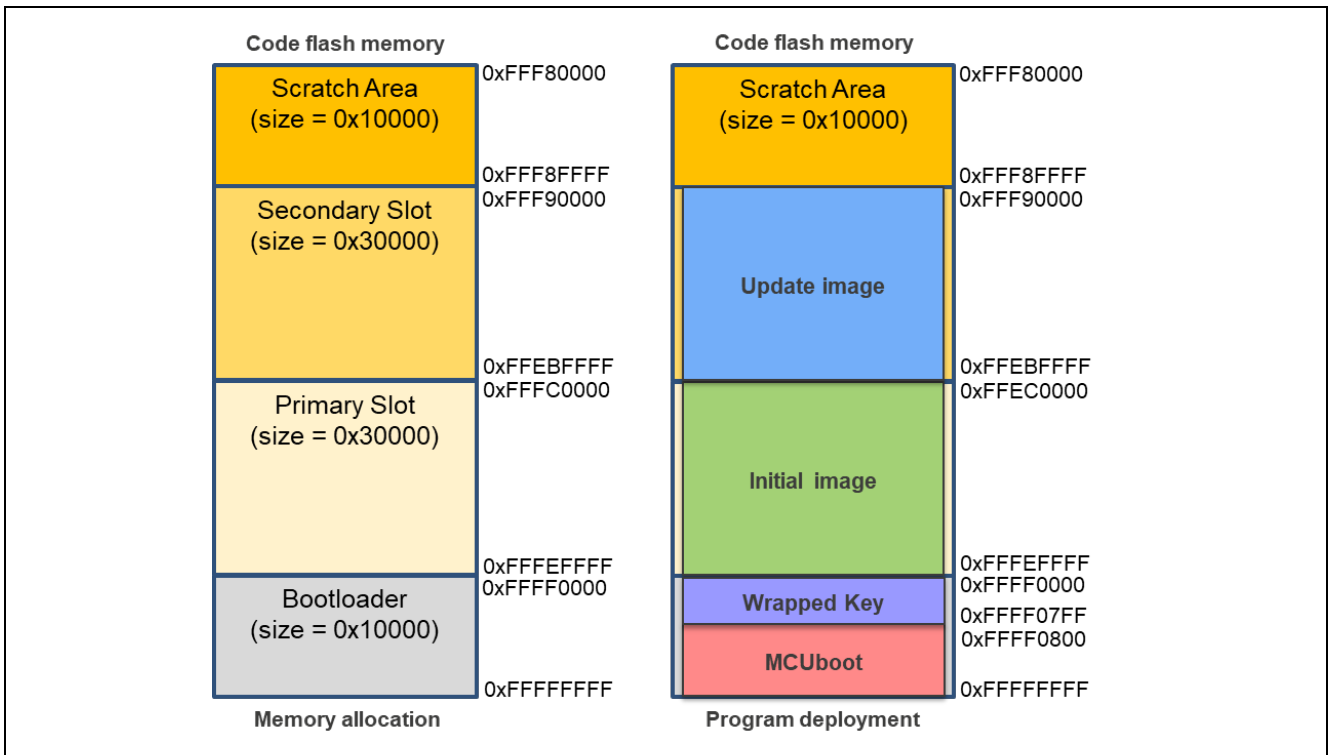 Code flash memory
Scratch Area
(size = 0x10000)
0xFFF80000
0xFFF8FFFF
Secondary Slot
(size = 0x30000)
0xFFF90000
0xFFEBFFFF
Primary Slot
(size = 0x30000)
0xFFFC0000
0xFFFEFFFF
Bootloader
(size = 0x10000)
0xFFFF0000
0xFFFFFFFF
Memory allocation
Code flash memory
Scratch Area
(size = 0x10000)
0xFFF80000
0xFFF8FFFF
0xFFF90000
Update image
0xFFEBFFFF
0xFFEC0000
Initial image
0xFFFEFFFF
0xFFFF0000
Wrapped Key
0xFFFF07FF
0xFFFF0800
MCUboot
0xFFFFFFFF
Program deployment